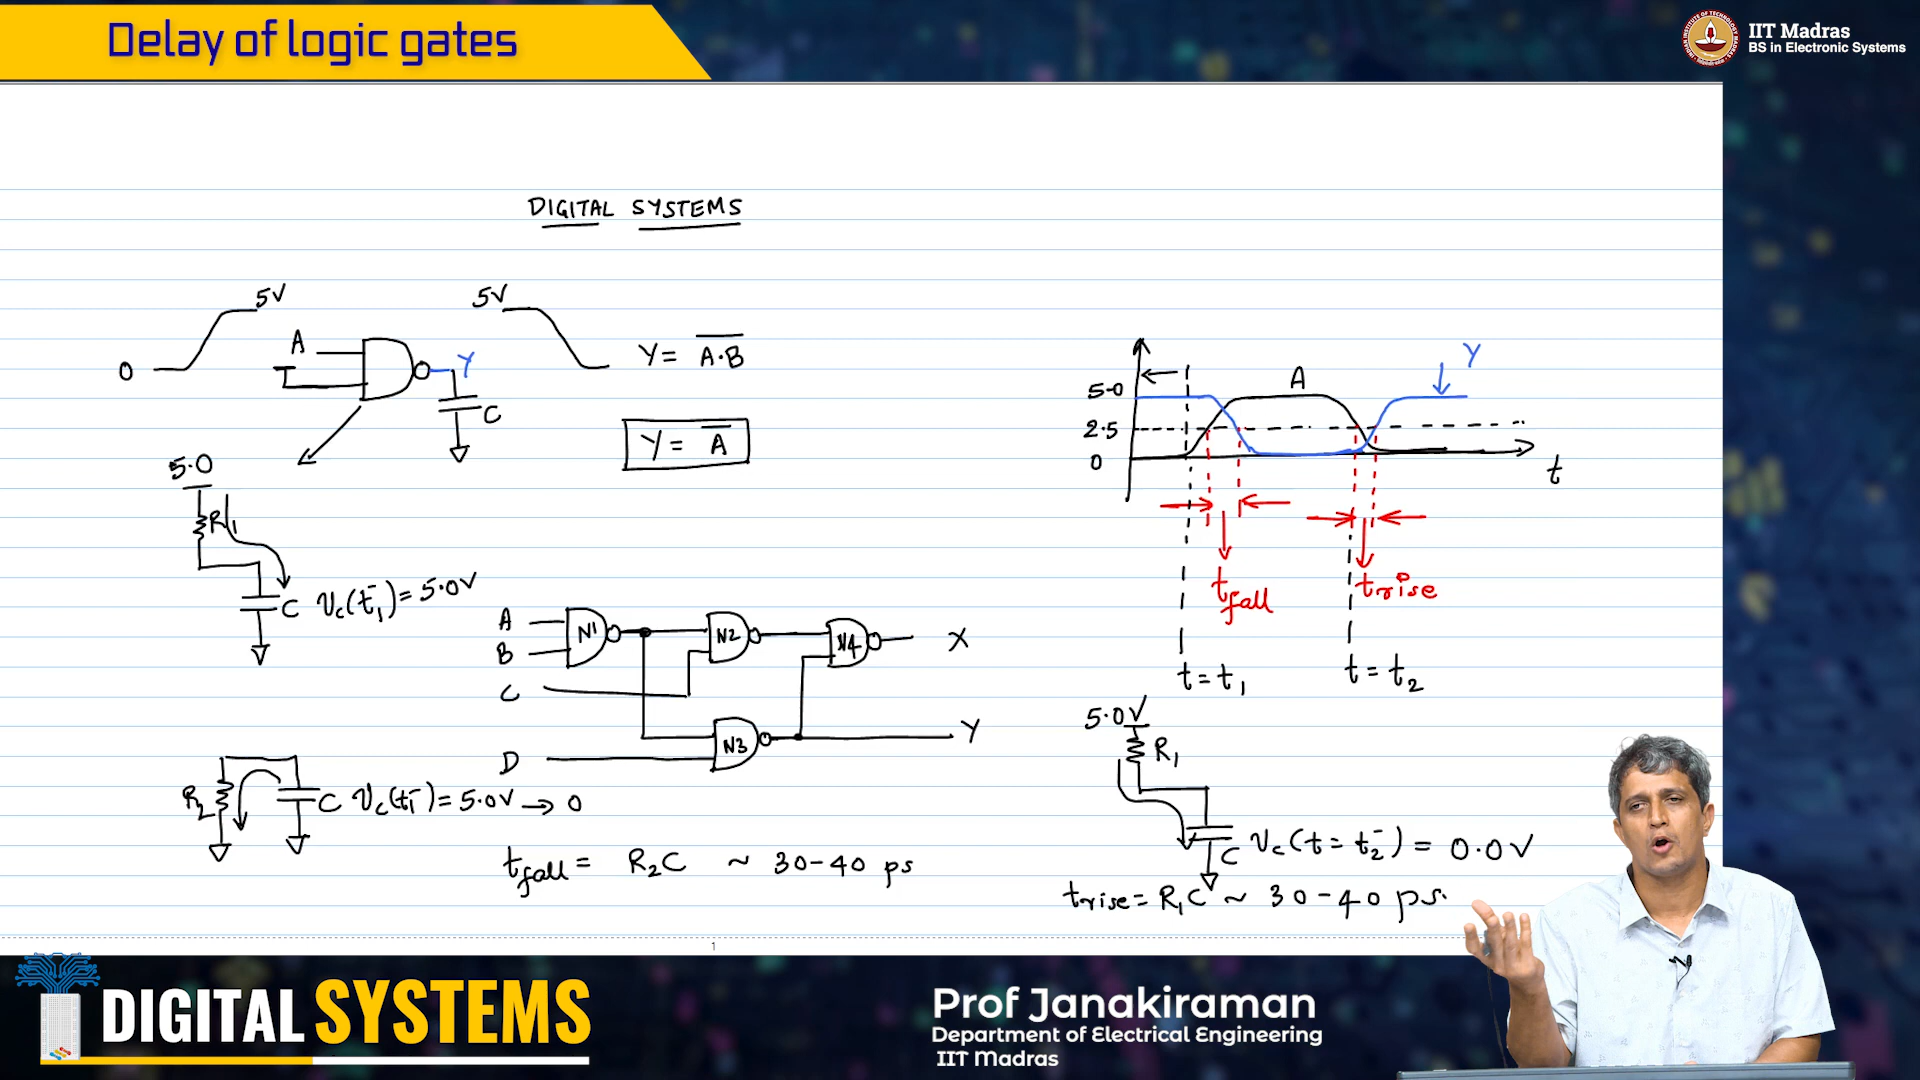 Delay of logic gates
IIT Madras
BS in Electronic Systems
DIGITAL SYSTEMS
0
5V
A
5V
Y
C
Y = \overline{A·B}
Y = \overline{A}
5.0
R1
C Vc(t1⁻) = 5.0V
A
B
C
D
N1
N2
N3
N4
X
Y
R2
C Vc(t1⁻) = 5.0V → 0
tfall = R2C ~ 30-40 ps
5.0
2.5
0
A
Y
t
tfall
trise
t = t1
t = t2
5.0V
R1
C Vc(t = t2⁻) = 0.0V
trise = R1C ~ 30-40 ps.
1
DIGITAL SYSTEMS
Prof Janakiraman
Department of Electrical Engineering
IIT Madras